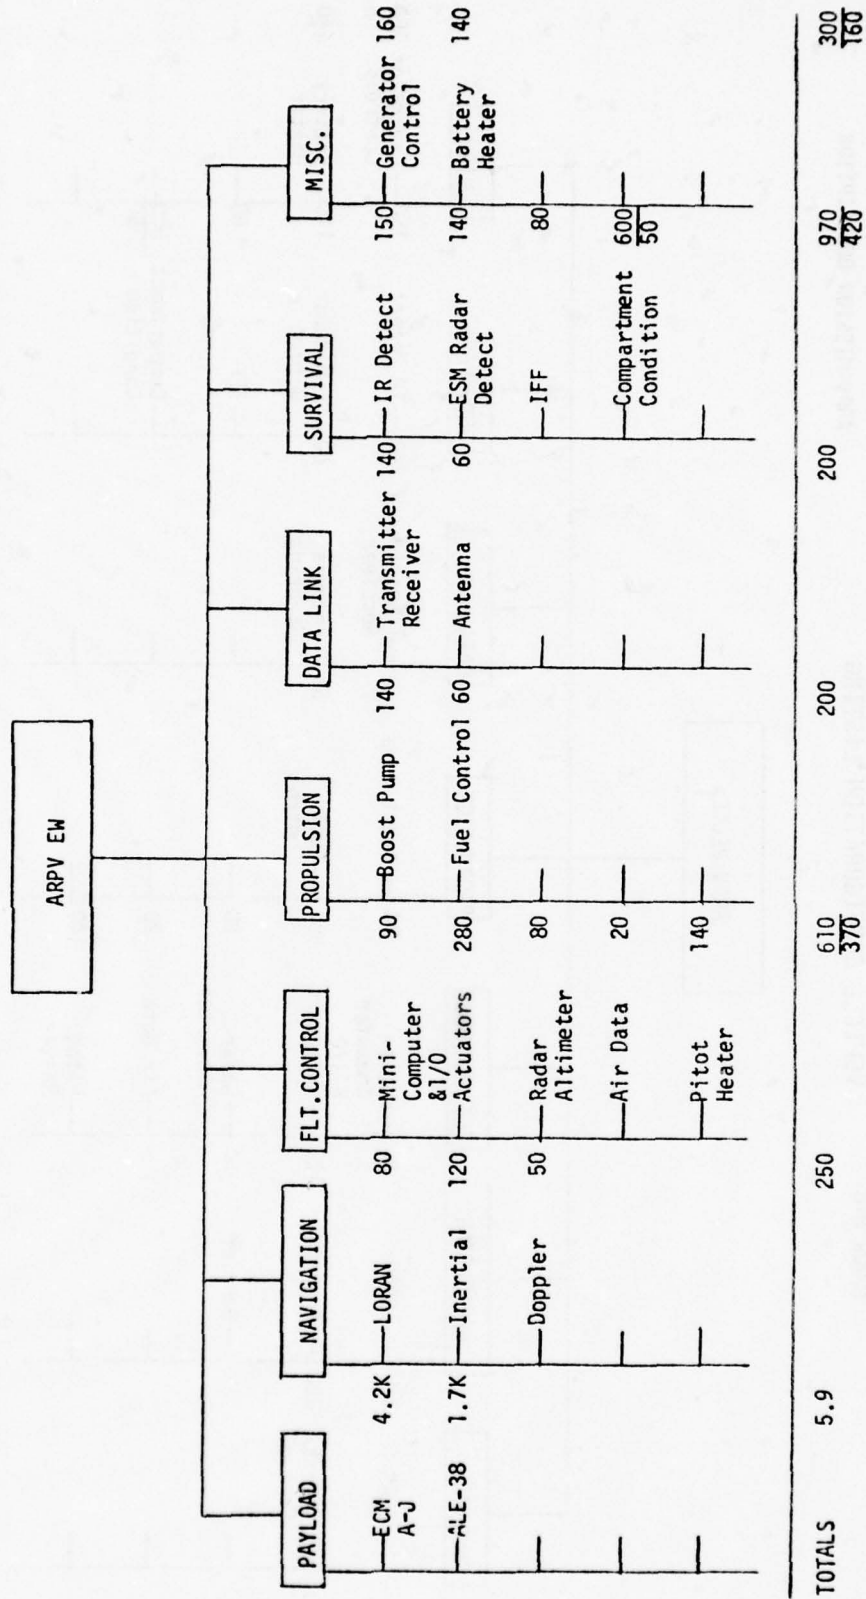 ARPV EW
PAYLOAD
ECM 4.2K
A-J
ALE-38 1.7K
NAVIGATION
LORAN 80
Inertial 120
Doppler 50
FLT.CONTROL
Mini- 90
Computer
&I/O
Actuators 280
Radar 80
Altimeter
Air Data 20
Pitot 140
Heater
PROPULSION
Boost Pump 140
Fuel Control 60
DATA LINK
Transmitter 140
Receiver
Antenna 60
SURVIVAL
IR Detect 150
ESM Radar 140
Detect
IFF 80
Compartment 600
Condition 50
MISC.
Generator 160
Control
Battery 140
Heater
TOTALS 5.9 250 610 200 200 970 300
370 420 160